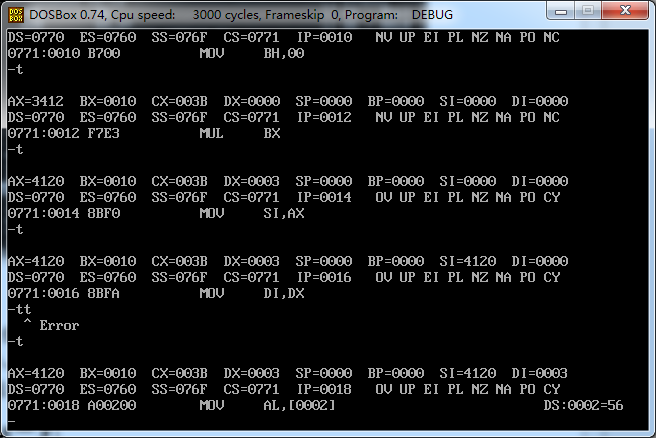 DOSBox 0.74, Cpu speed: 3000 cycles, Frameskip 0, Program: DEBUG
DS=0770 ES=0760 SS=076F CS=0771 IP=0010 NV UP EI PL NZ NA PO NC
0771:0010 B700 MOV BH,00
-t
AX=3412 BX=0010 CX=003B DX=0000 SP=0000 BP=0000 SI=0000 DI=0000
DS=0770 ES=0760 SS=076F CS=0771 IP=0012 NV UP EI PL NZ NA PO NC
0771:0012 F7E3 MUL BX
-t
AX=4120 BX=0010 CX=003B DX=0003 SP=0000 BP=0000 SI=0000 DI=0000
DS=0770 ES=0760 SS=076F CS=0771 IP=0014 OV UP EI PL NZ NA PO CY
0771:0014 8BF0 MOV SI,AX
-t
AX=4120 BX=0010 CX=003B DX=0003 SP=0000 BP=0000 SI=4120 DI=0000
DS=0770 ES=0760 SS=076F CS=0771 IP=0016 OV UP EI PL NZ NA PO CY
0771:0016 8BFA MOV DI,DX
-tt
^ Error
-t
AX=4120 BX=0010 CX=003B DX=0003 SP=0000 BP=0000 SI=4120 DI=0003
DS=0770 ES=0760 SS=076F CS=0771 IP=0018 OV UP EI PL NZ NA PO CY
0771:0018 A00200 MOV AL,[0002] DS:0002=56
-